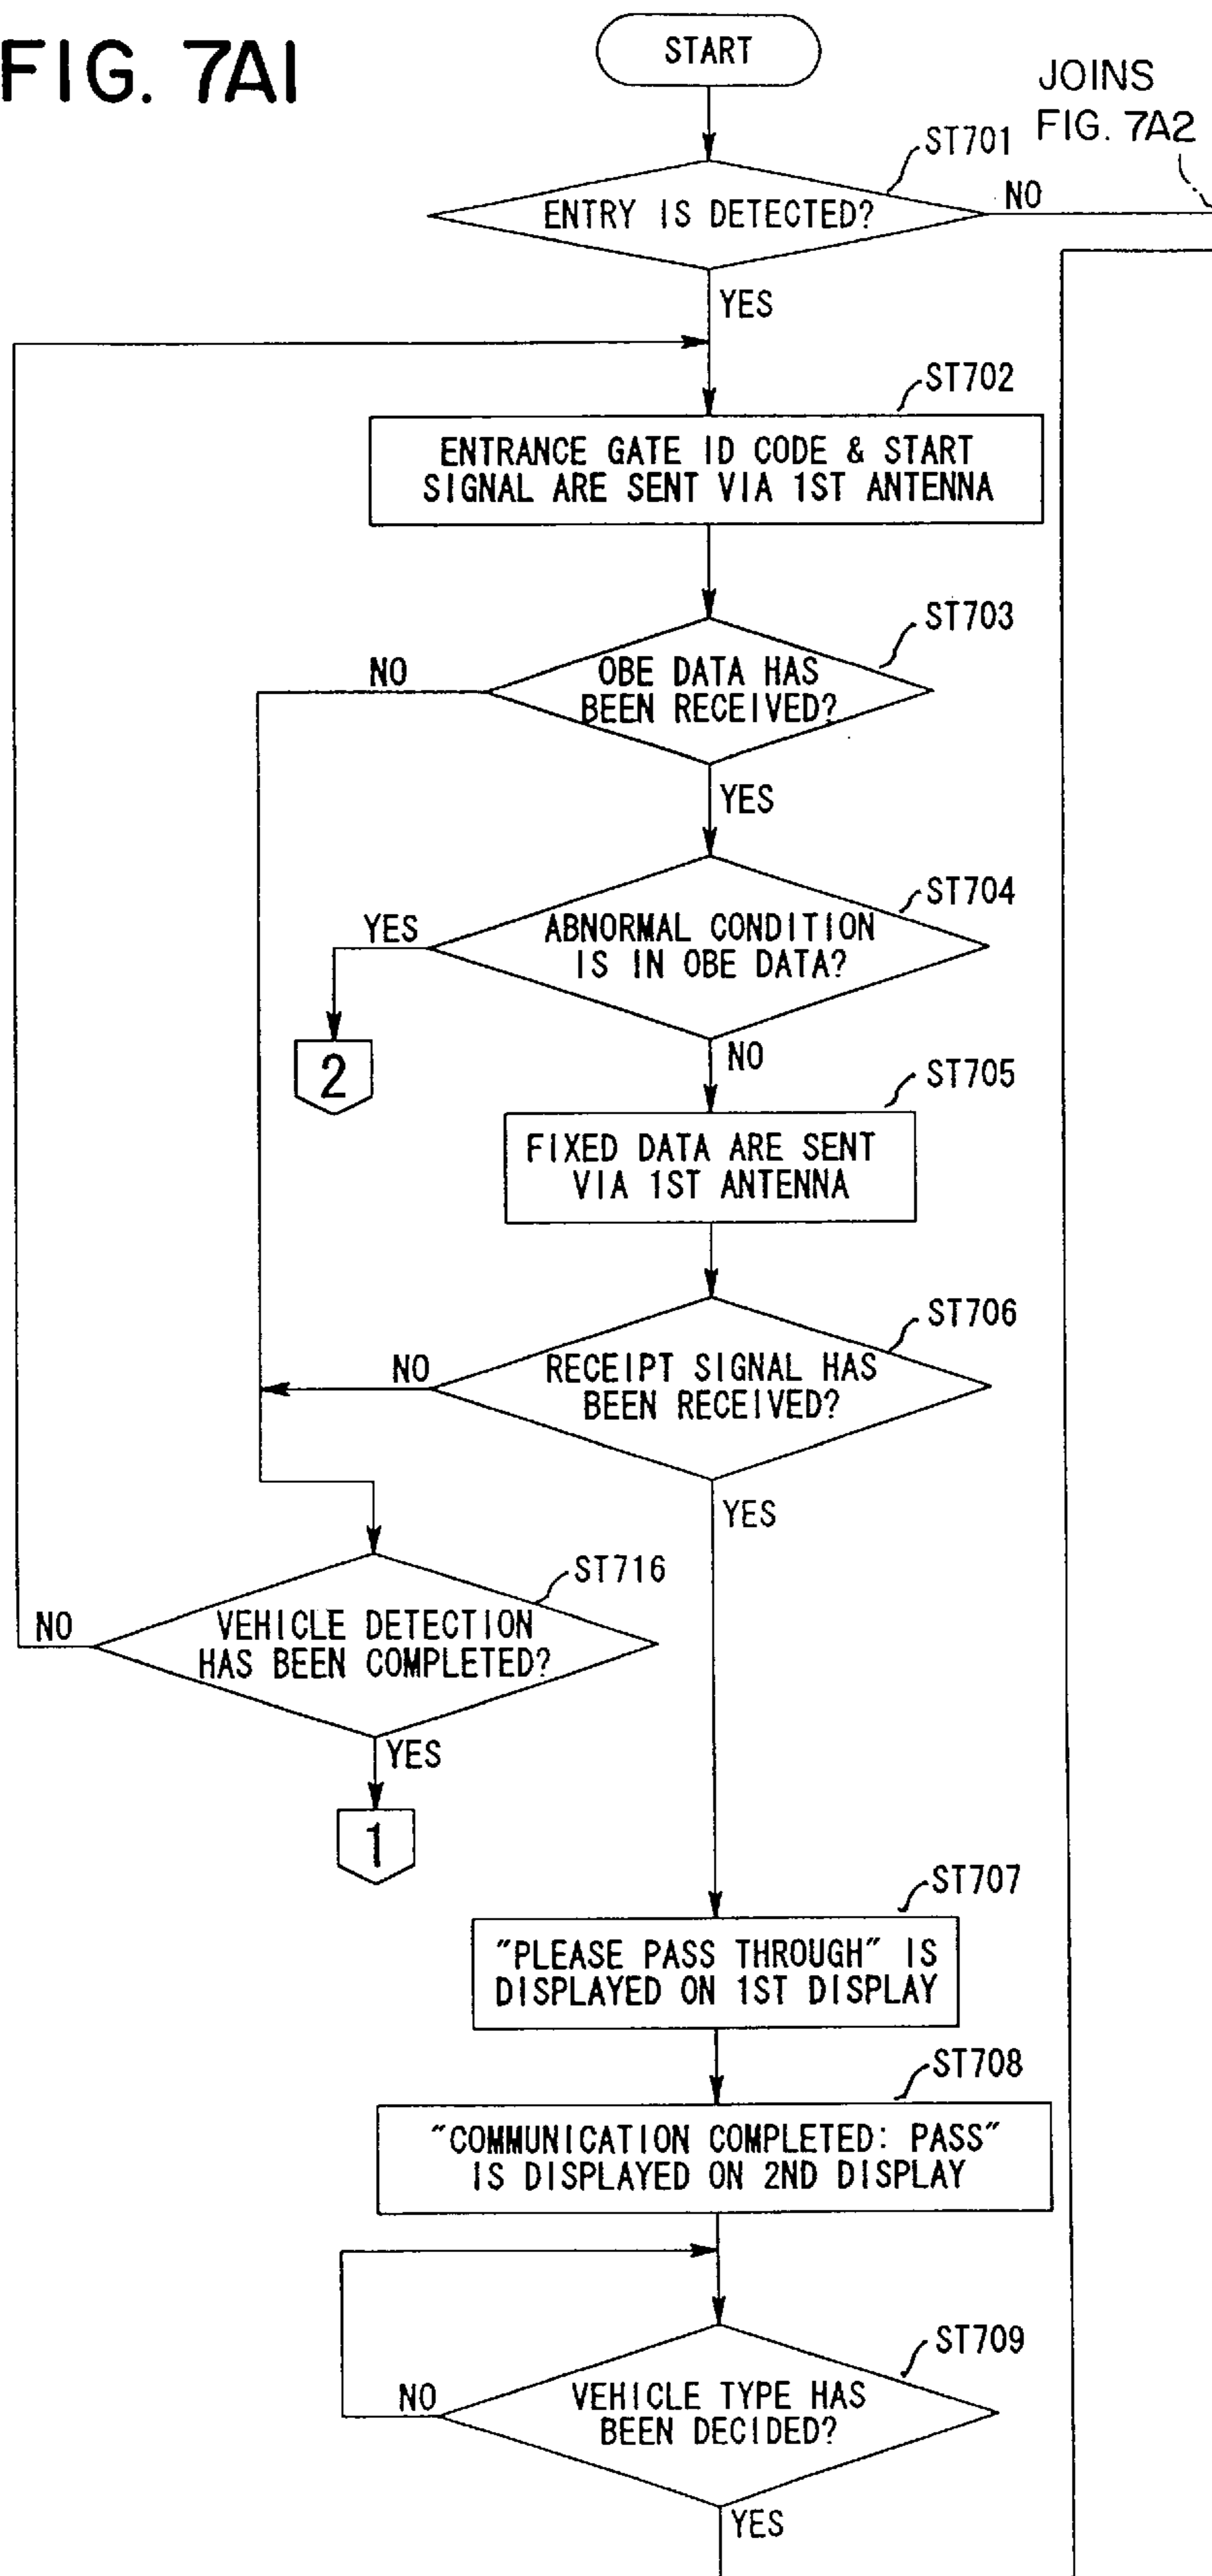 FIG. 7A1
START
JOINS
FIG. 7A2
ST701
ENTRY IS DETECTED?
NO
YES
ST702
ENTRANCE GATE ID CODE & START
SIGNAL ARE SENT VIA 1ST ANTENNA
ST703
NO
OBE DATA HAS
BEEN RECEIVED?
YES
ST704
YES
ABNORMAL CONDITION
IS IN OBE DATA?
2
NO
ST705
FIXED DATA ARE SENT
VIA 1ST ANTENNA
ST706
NO
RECEIPT SIGNAL HAS
BEEN RECEIVED?
YES
ST716
NO
VEHICLE DETECTION
HAS BEEN COMPLETED?
YES
1
ST707
"PLEASE PASS THROUGH" IS
DISPLAYED ON 1ST DISPLAY
ST708
"COMMUNICATION COMPLETED: PASS"
IS DISPLAYED ON 2ND DISPLAY
ST709
NO
VEHICLE TYPE HAS
BEEN DECIDED?
YES